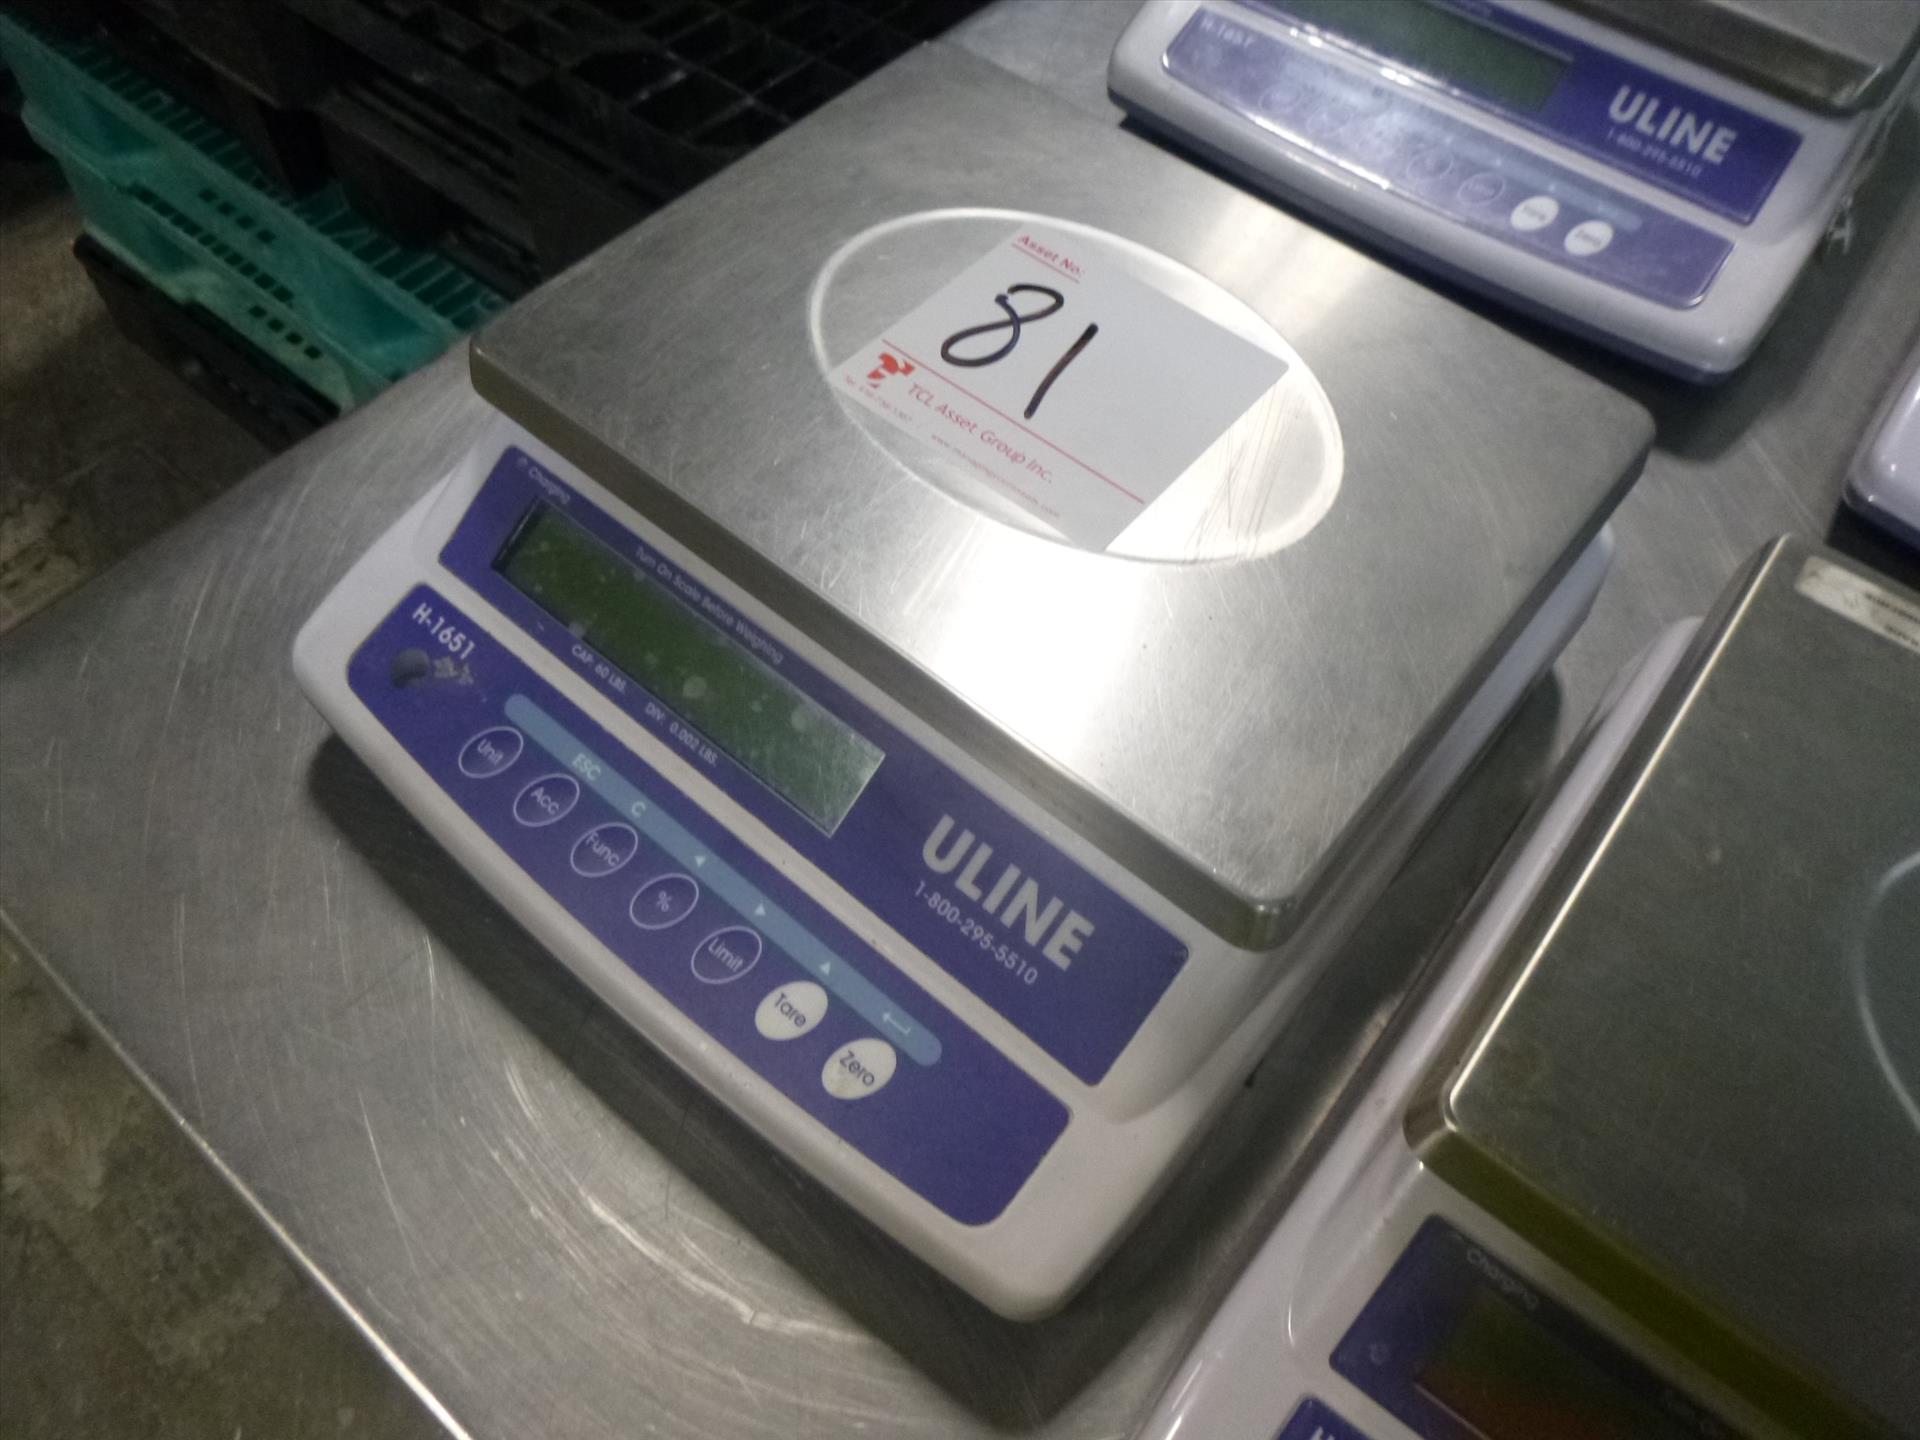 Asset No:
81
TCL Asset Group Inc.
Charging
Turn On Scale Before Weighing
CAP: 60 LBS.
DIV: 0.002 LBS.
H-1651
ULINE
1-800-295-5510
ESC
C
Unit
Acc.
Func.
%
Limit
Tare
Zero
H-1651
ULINE
1-800-295-5510
Charging